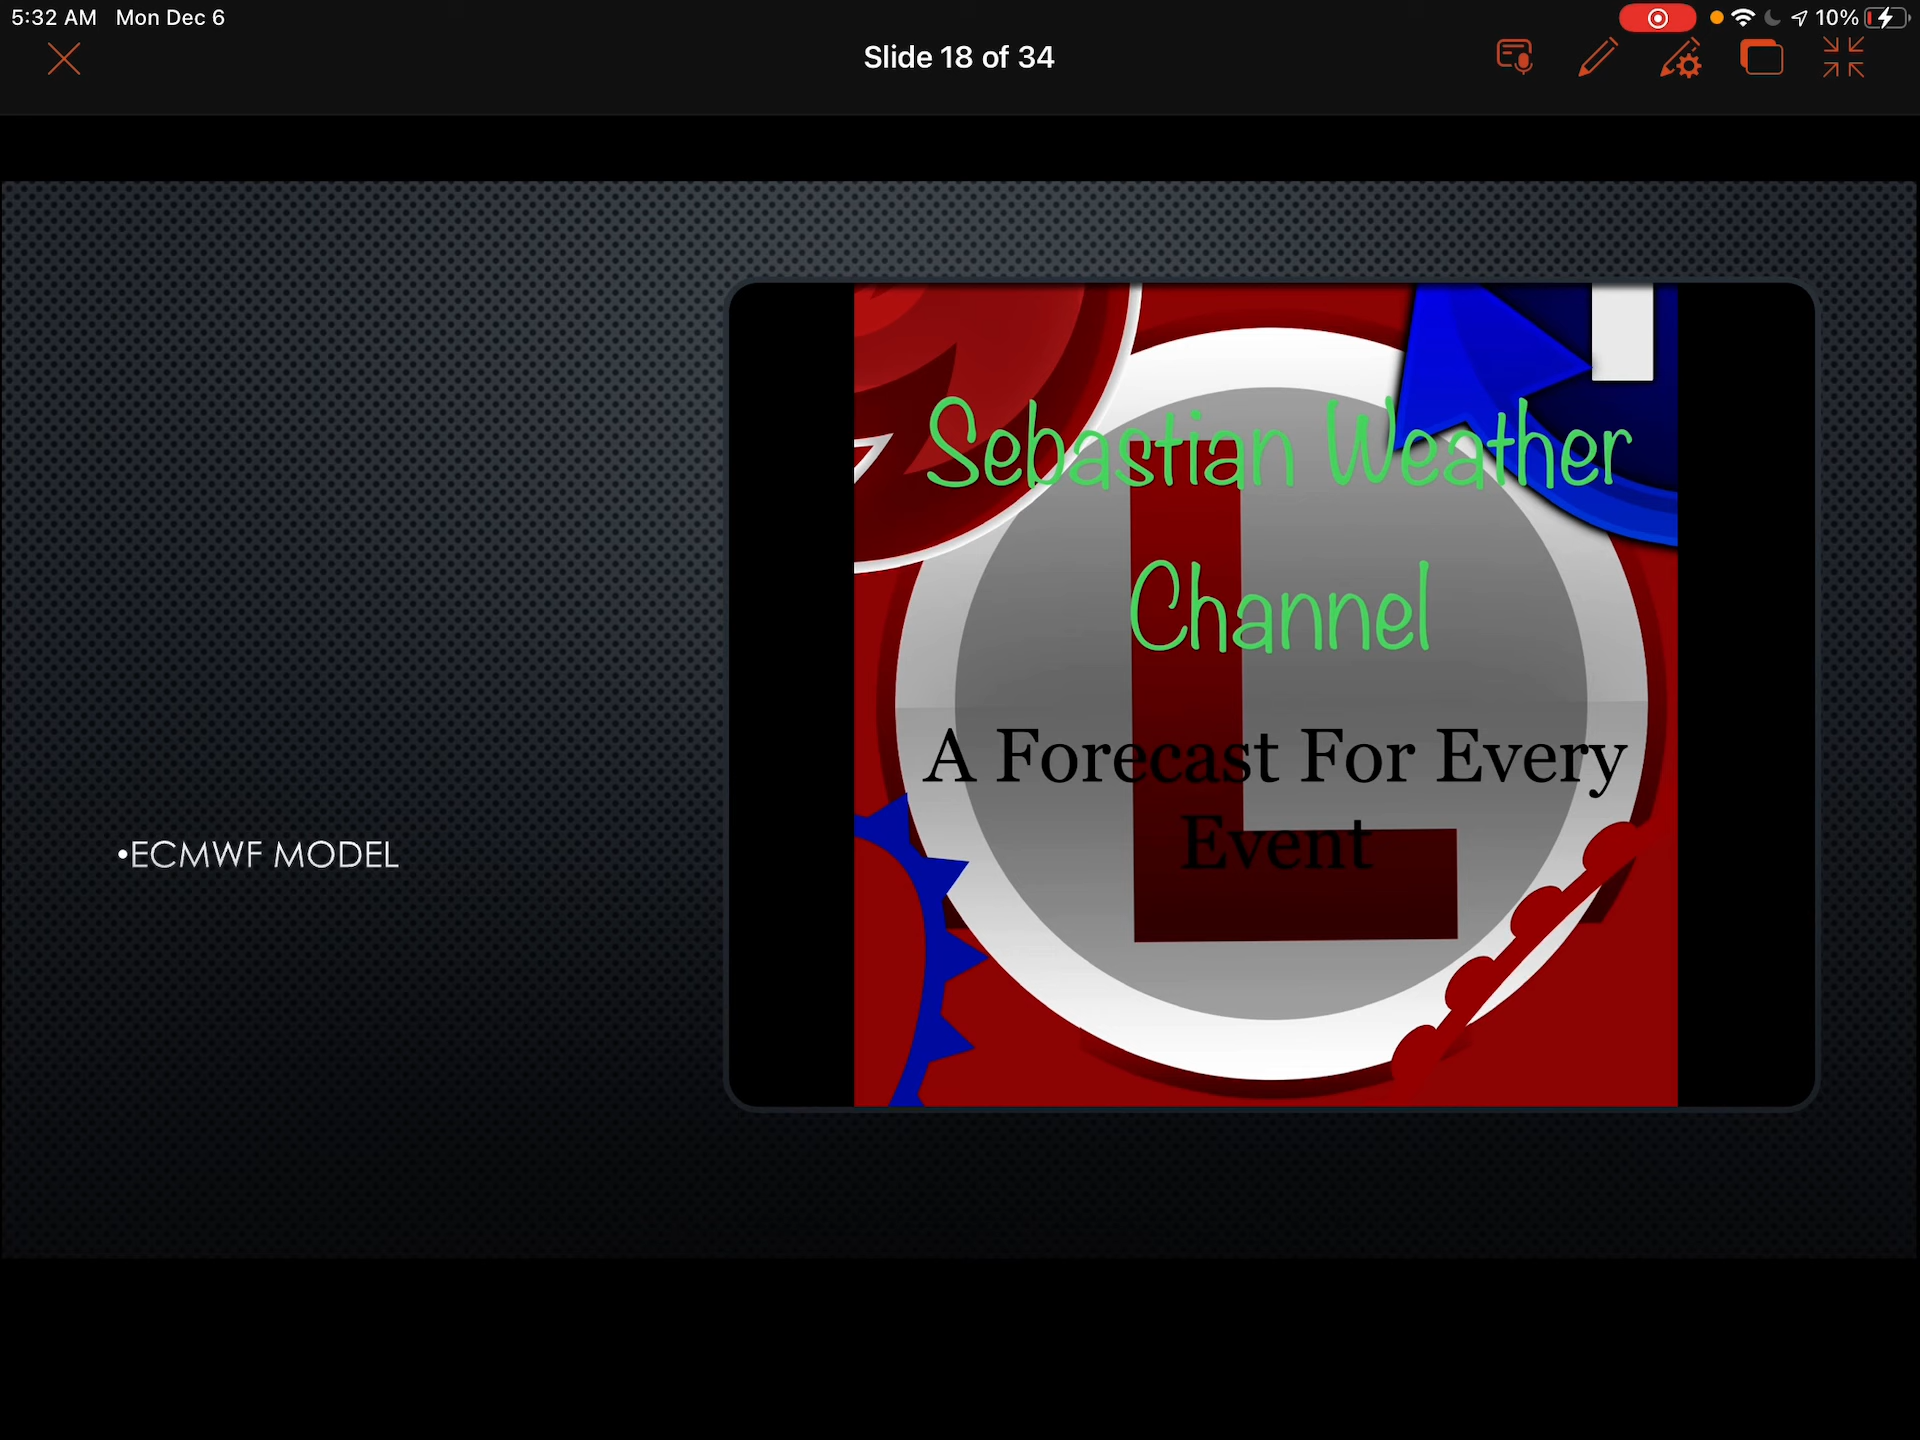 5:32 AM Mon Dec 6
10%
Slide 18 of 34
Sebastian Weather
Channel
A Forecast For Every
Event
L
•ECMWF MODEL